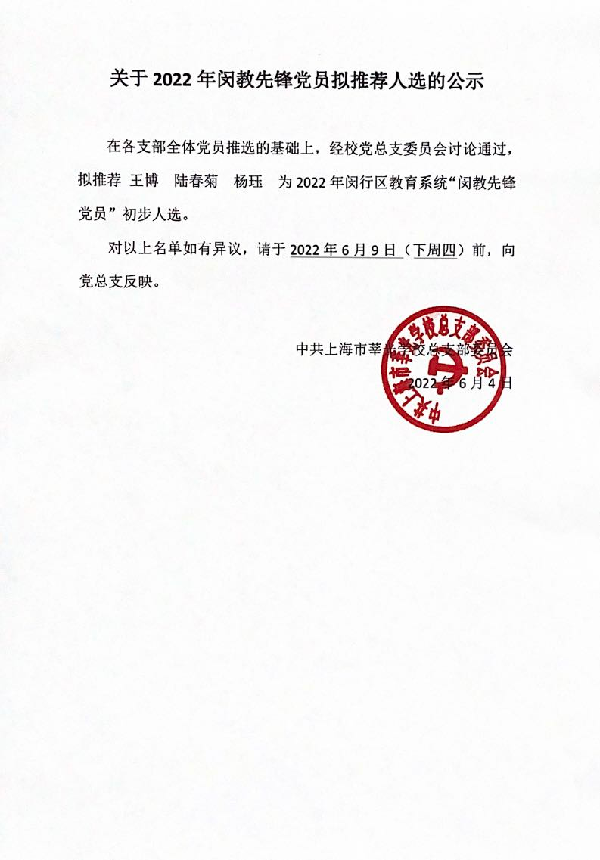 关于 2022 年闵教先锋党员拟推荐人选的公示
在各支部全体党员推选的基础上，经校党总支委员会讨论通过，
拟推荐 王博 陆春菊 杨珏 为 2022 年闵行区教育系统“闵教先锋
党员”初步人选。
对以上名单如有异议，请于 2022 年 6 月 9 日（下周四）前，向
党总支反映。
中共上海市莘光学校总支部委员会
2022 年 6 月 4 日
中共上海市莘光学校总支部委员会